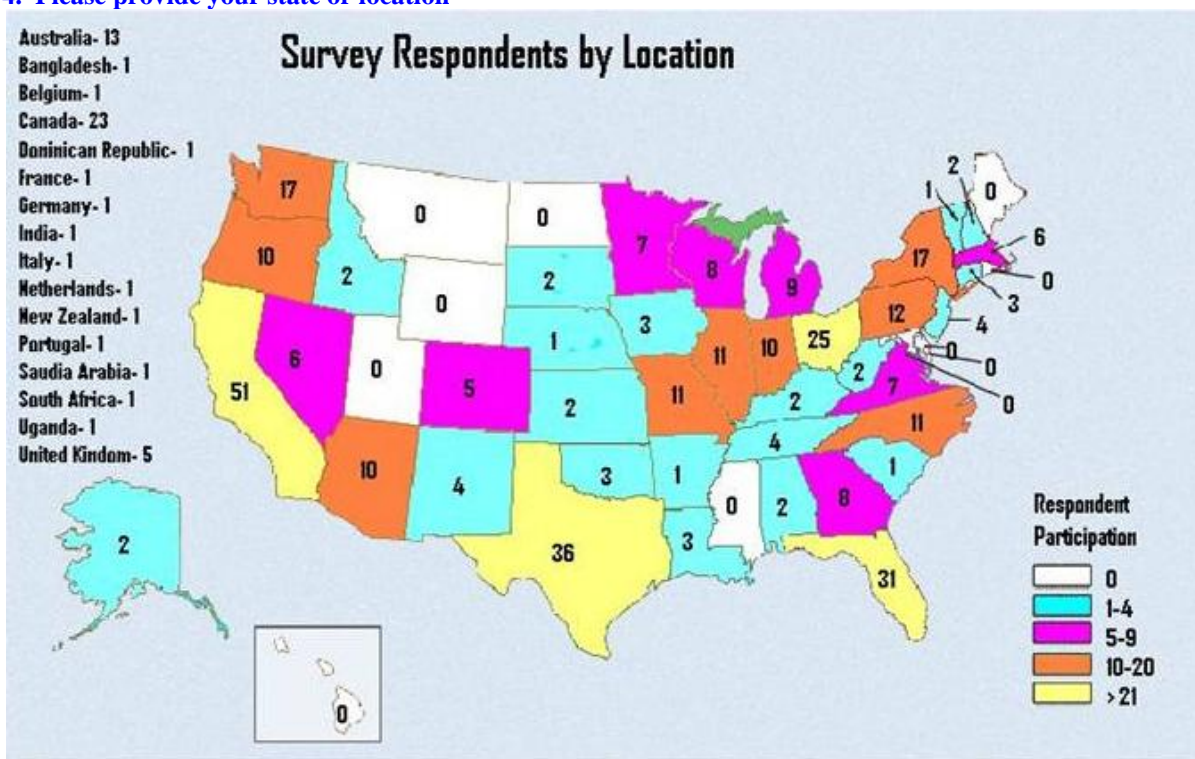 4. Please provide your state or location
Survey Respondents by Location
Australia- 13
Bangladesh- 1
Belgium- 1
Canada- 23
Dominican Republic- 1
France- 1
Germany- 1
India- 1
Italy- 1
Netherlands- 1
New Zealand- 1
Portugal- 1
Saudia Arabia- 1
South Africa- 1
Uganda- 1
United Kindom- 5
17
0
0
7
8
9
1
2
0
6
0
3
17
10
2
0
2
3
12
4
0
0
0
51
6
0
5
1
11
10
25
2
7
2
11
2
11
10
4
3
1
4
1
0
2
8
36
3
31
2
0
Respondent
Participation
0
1-4
5-9
10-20
>21